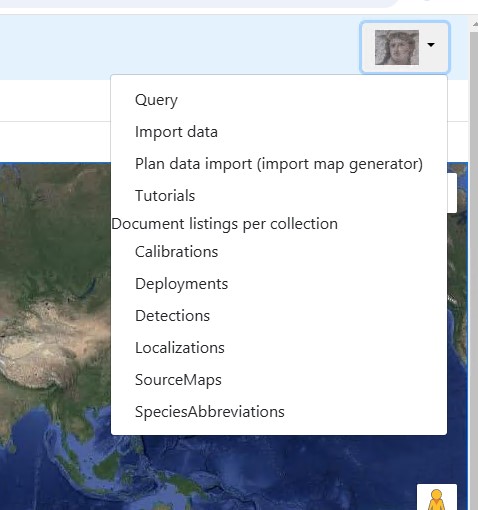 Query
Import data
Plan data import (import map generator)
Tutorials
Document listings per collection
Calibrations
Deployments
Detections
Localizations
SourceMaps
SpeciesAbbreviations